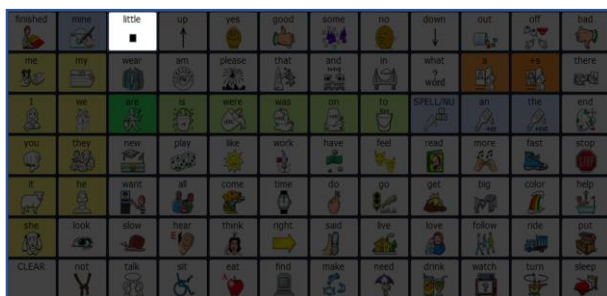 finished mine little up yes good some no down out off bad
me my wear am please that and in what a +s there
word
I we are is were was on to SPELL/NU an the end
you they new play like work have feel read more fast stop
it he want all come time do go get big color help
she look slow hear think right said live love follow ride put
CLEAR not talk sit eat find make need drink watch turn sleep